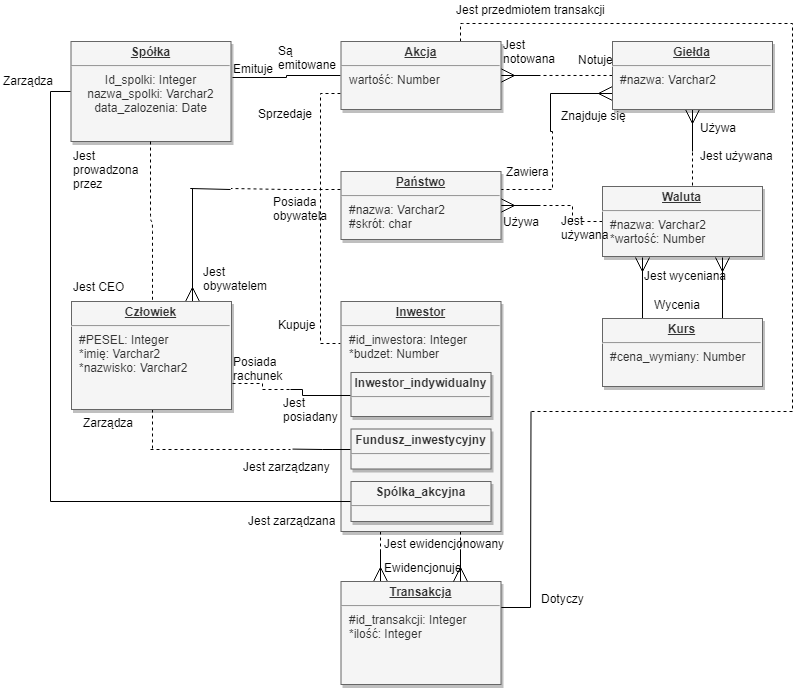 Jest przedmiotem transakcji
Spółka
Id_spolki: Integer
nazwa_spolki: Varchar2
data_zalozenia: Date
Zarządza
Emituje
Są
emitowane
Akcja
wartość: Number
Jest
notowana
Notuje
Giełda
#nazwa: Varchar2
Sprzedaje
Znajduje się
Używa
Jest używana
Jest
prowadzona
przez
Zawiera
Państwo
#nazwa: Varchar2
#skrót: char
Posiada
obywatela
Używa
Jest
używana
Waluta
#nazwa: Varchar2
*wartość: Number
Jest wyceniana
Wycenia
Jest
obywatelem
Jest CEO
Człowiek
#PESEL: Integer
*imię: Varchar2
*nazwisko: Varchar2
Kupuje
Inwestor
#id_inwestora: Integer
*budzet: Number
Kurs
#cena_wymiany: Number
Posiada
rachunek
Inwestor_indywidualny
Jest
posiadany
Zarządza
Fundusz_inwestycyjny
Jest zarządzany
Spólka_akcyjna
Jest zarządzana
Jest ewidencjonowany
Ewidencjonuje
Transakcja
#id_transakcji: Integer
*ilość: Integer
Dotyczy